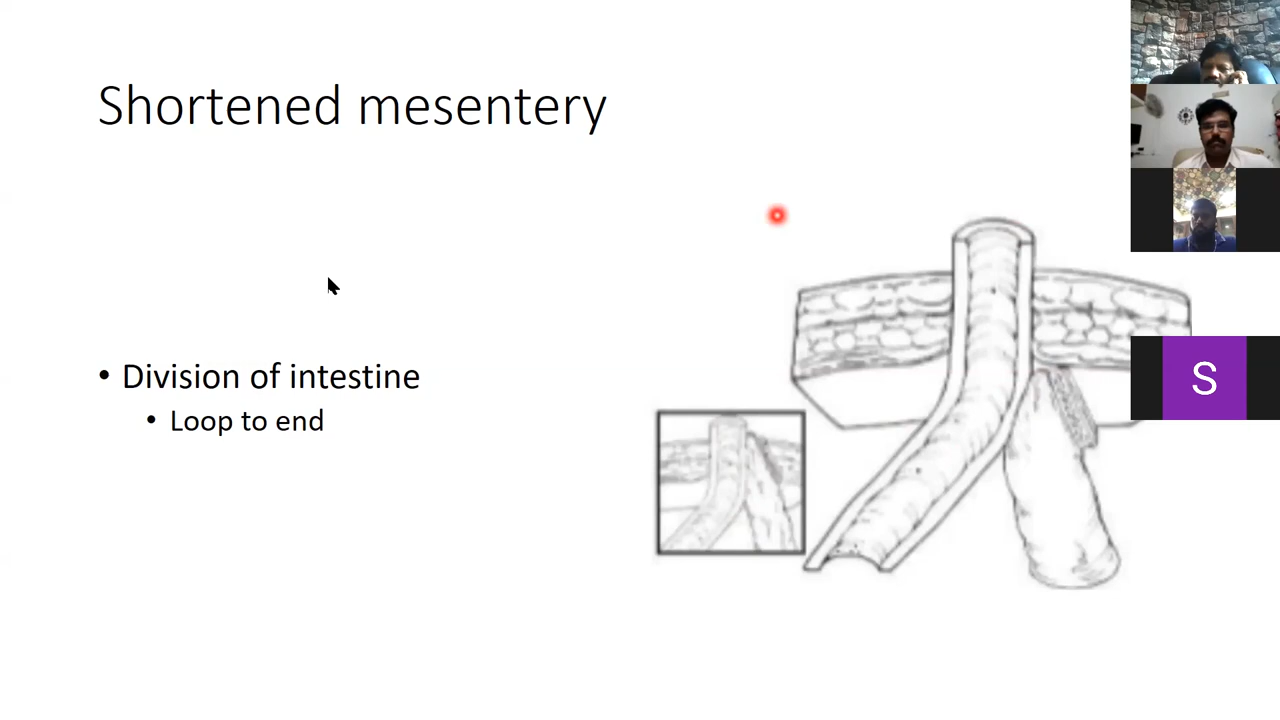 Shortened mesentery
• Division of intestine
• Loop to end
S